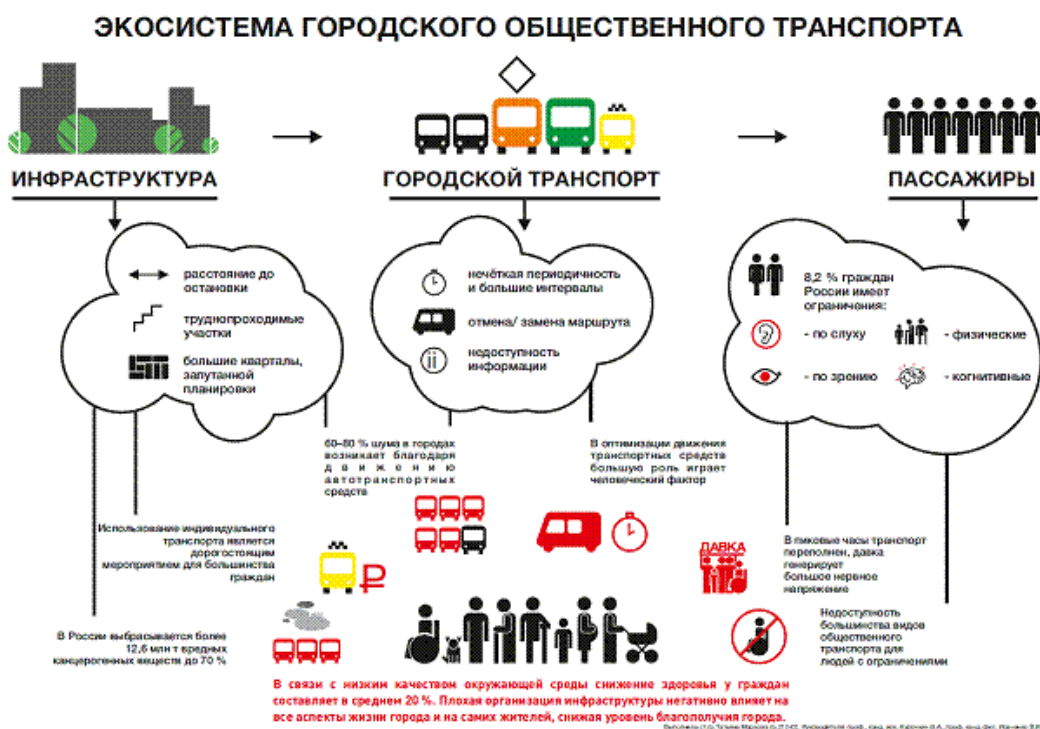 ЭКОСИСТЕМА ГОРОДСКОГО ОБЩЕСТВЕННОГО ТРАНСПОРТА
ИНФРАСТРУКТУРА
ГОРОДСКОЙ ТРАНСПОРТ
ПАССАЖИРЫ
расстояние до
остановки
труднопроходимые
участки
большие кварталы,
запутанной
планировки
нечёткая периодичность
и большие интервалы
отмена/ замена маршрута
недоступность
информации
8,2 % граждан
России имеет
ограничения:
- по слуху
- физические
- по зрению
- когнитивные
60–80 % шума в городах
возникает благодаря
движению
автотранспортных
средств
В оптимизации движения
транспортных средств
большую роль играет
человеческий фактор
Использование индивидуального
транспорта является
дорогостоящим
мероприятием для большинства
граждан
ДАВКА
В пиковые часы транспорт
переполнен, давка
генерирует
большое нервное
напряжение
В России выбрасывается более
12,6 млн т вредных
канцерогенных веществ до 70 %
Недоступность
большинства видов
общественного
транспорта для
людей с ограничениями
В связи с низким качеством окружающей среды снижение здоровья у граждан
составляет в среднем 20 %. Плохая организация инфраструктуры негативно влияет на
все аспекты жизни города и на самих жителей, снижая уровень благополучия города.